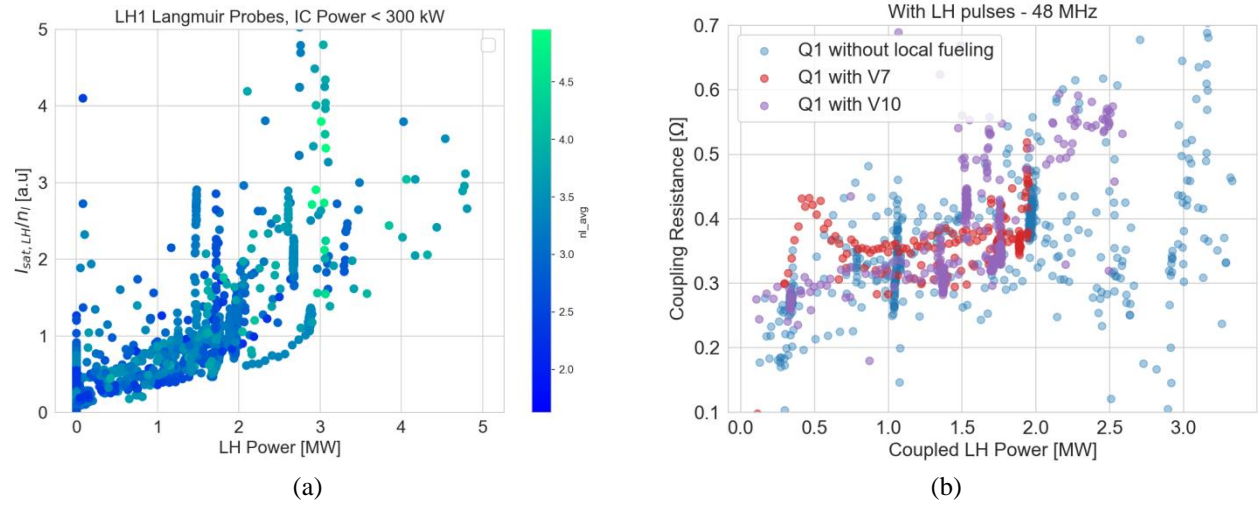 LH1 Langmuir Probes, IC Power < 300 kW
5
4
3
2
1
0
I_{sat, LH}/n_l [a.u]
0 1 2 3 4 5
LH Power [MW]
4.5
4.0
3.5
3.0
2.5
2.0
nl_avg
(a)
With LH pulses - 48 MHz
Q1 without local fueling
Q1 with V7
Q1 with V10
0.7
0.6
0.5
0.4
0.3
0.2
0.1
Coupling Resistance [Ω]
0.0 0.5 1.0 1.5 2.0 2.5 3.0
Coupled LH Power [MW]
(b)